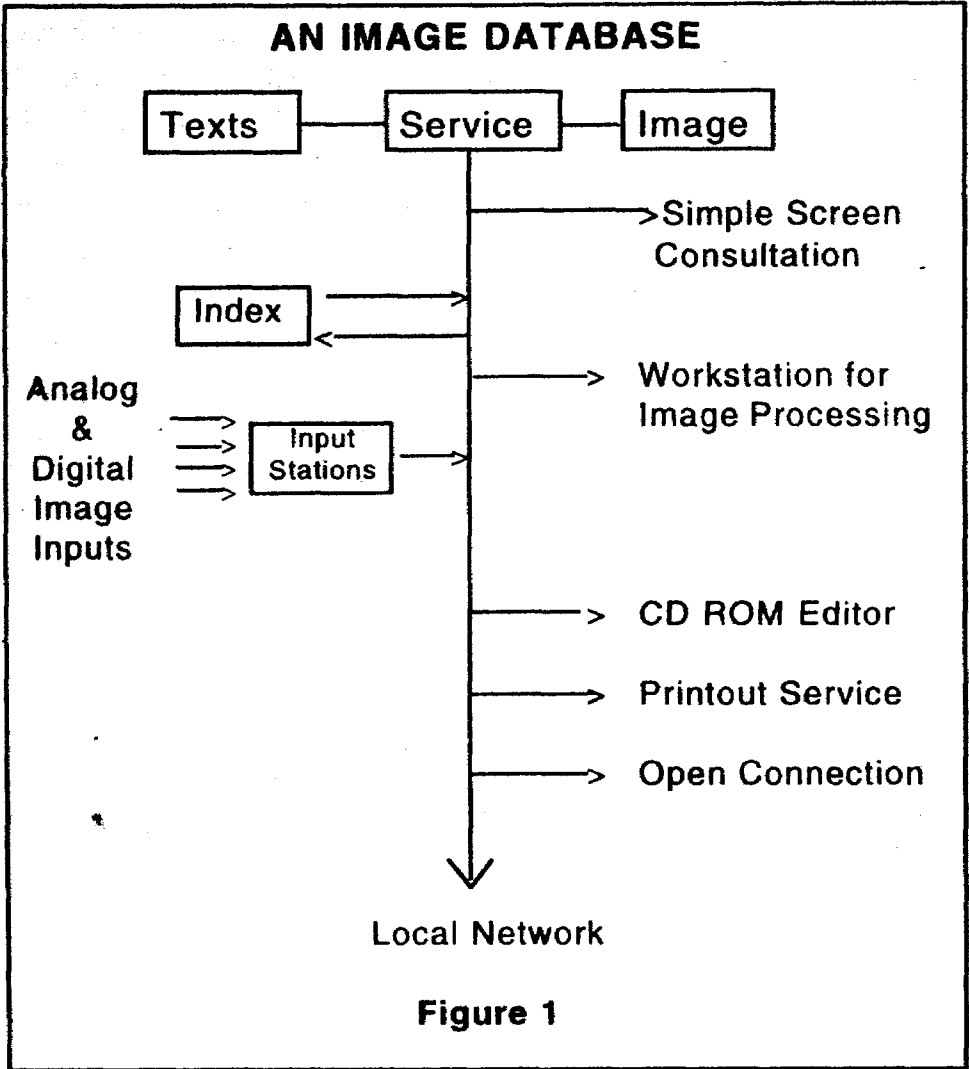 AN IMAGE DATABASE
Texts
Service
Image
>Simple Screen
Consultation
Index
Workstation for
Image Processing
Analog
&
Digital
Image
Inputs
Input
Stations
CD ROM Editor
Printout Service
Open Connection
Local Network
Figure 1